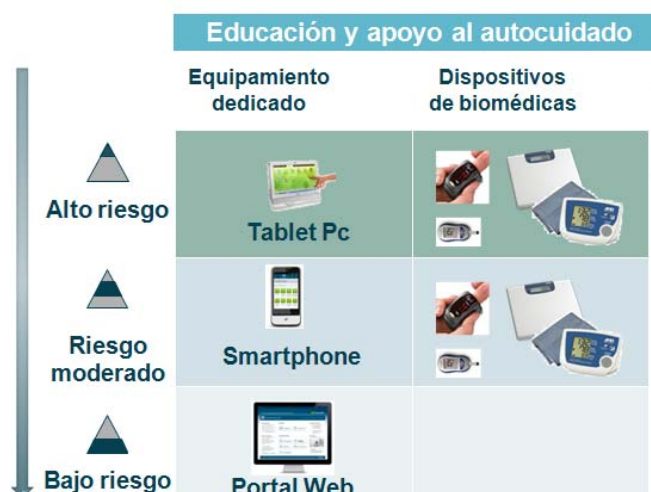 Educación y apoyo al autocuidado
Equipamiento
dedicado
Dispositivos
de biomédicas
Alto riesgo
Tablet Pc
Riesgo
moderado
Smartphone
Bajo riesgo
Portal Web